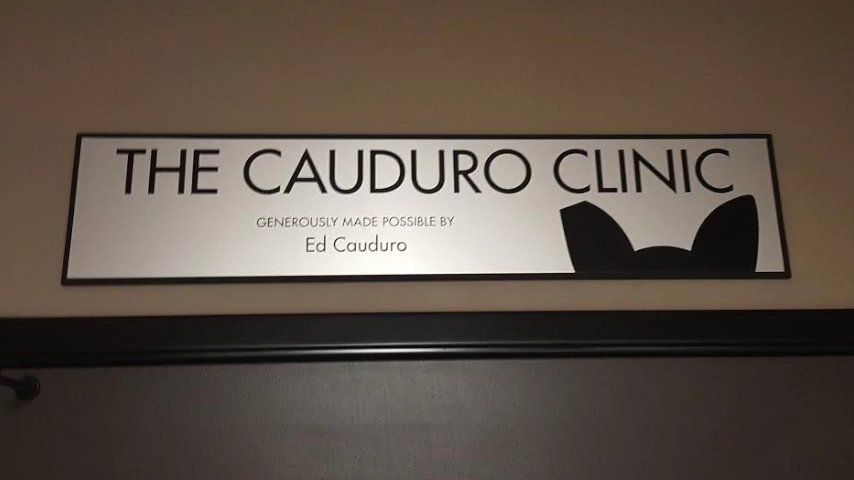 THE CAUDURO CLINIC
GENEROUSLY MADE POSSIBLE BY
Ed Cauduro